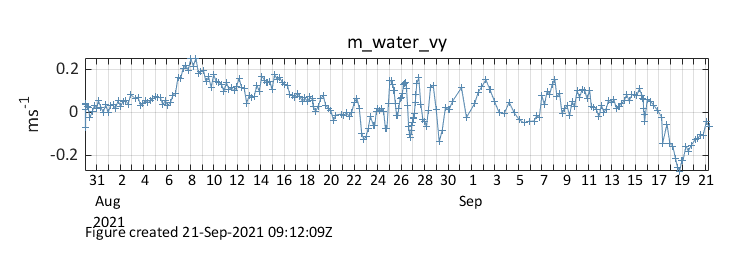 m_water_vy
0.2
0
-0.2
ms-1
31 2 4 6 8 10 12 14 16 18 20 22 24 26 28 30 1 3 5 7 9 11 13 15 17 19 21
Aug Sep
2021
Figure created 21-Sep-2021 09:12:09Z